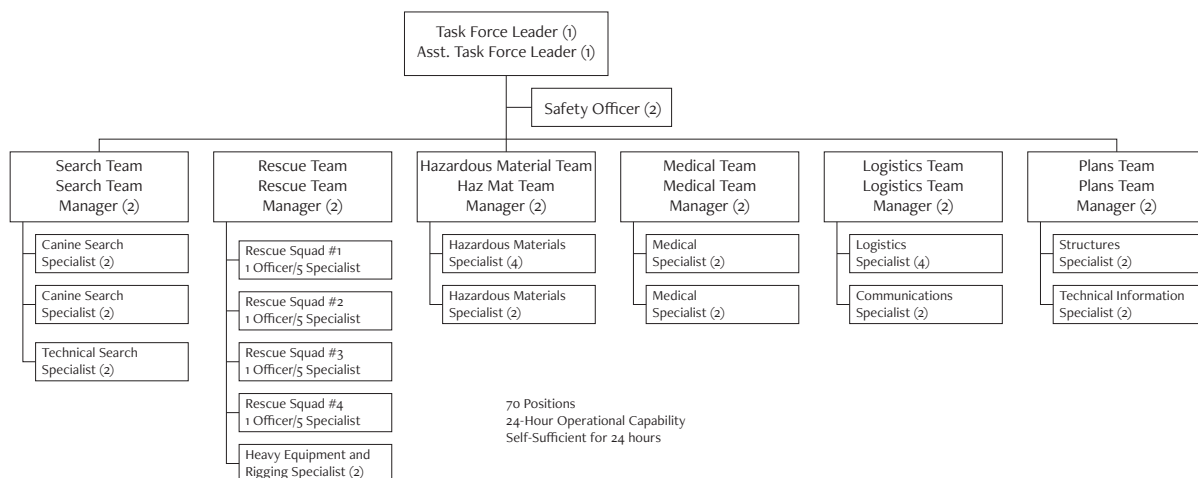 Task Force Leader (1)
Asst. Task Force Leader (1)
Safety Officer (2)
Search Team
Search Team
Manager (2)
Canine Search
Specialist (2)
Canine Search
Specialist (2)
Technical Search
Specialist (2)
Rescue Team
Rescue Team
Manager (2)
Rescue Squad #1
1 Officer/5 Specialist
Rescue Squad #2
1 Officer/5 Specialist
Rescue Squad #3
1 Officer/5 Specialist
Rescue Squad #4
1 Officer/5 Specialist
Heavy Equipment and
Rigging Specialist (2)
Hazardous Material Team
Haz Mat Team
Manager (2)
Hazardous Materials
Specialist (4)
Hazardous Materials
Specialist (2)
Medical Team
Medical Team
Manager (2)
Medical
Specialist (2)
Medical
Specialist (2)
Logistics Team
Logistics Team
Manager (2)
Logistics
Specialist (4)
Communications
Specialist (2)
Plans Team
Plans Team
Manager (2)
Structures
Specialist (2)
Technical Information
Specialist (2)
70 Positions
24-Hour Operational Capability
Self-Sufficient for 24 hours